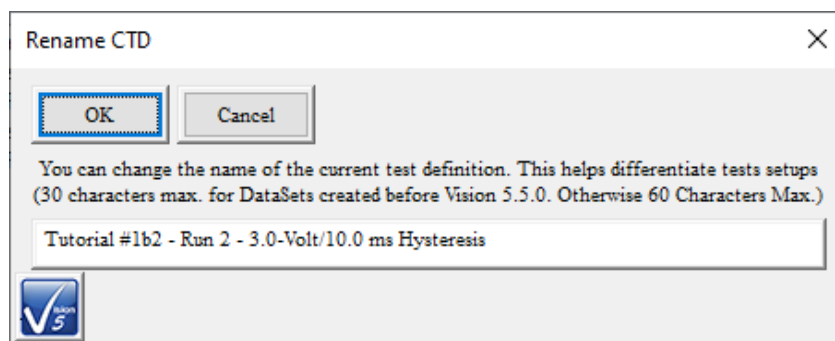 Rename CTD
OK
Cancel
You can change the name of the current test definition. This helps differentiate tests setups
(30 characters max. for DataSets created before Vision 5.5.0. Otherwise 60 Characters Max.)
Tutorial #1b2 - Run 2 - 3.0-Volt/10.0 ms Hysteresis
Vision
5